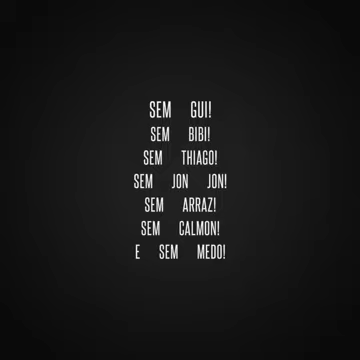 SEM GUI!
SEM BIBI!
SEM THIAGO!
SEM JON JON!
SEM ARRAZ!
SEM CALMON!
E SEM MEDO!